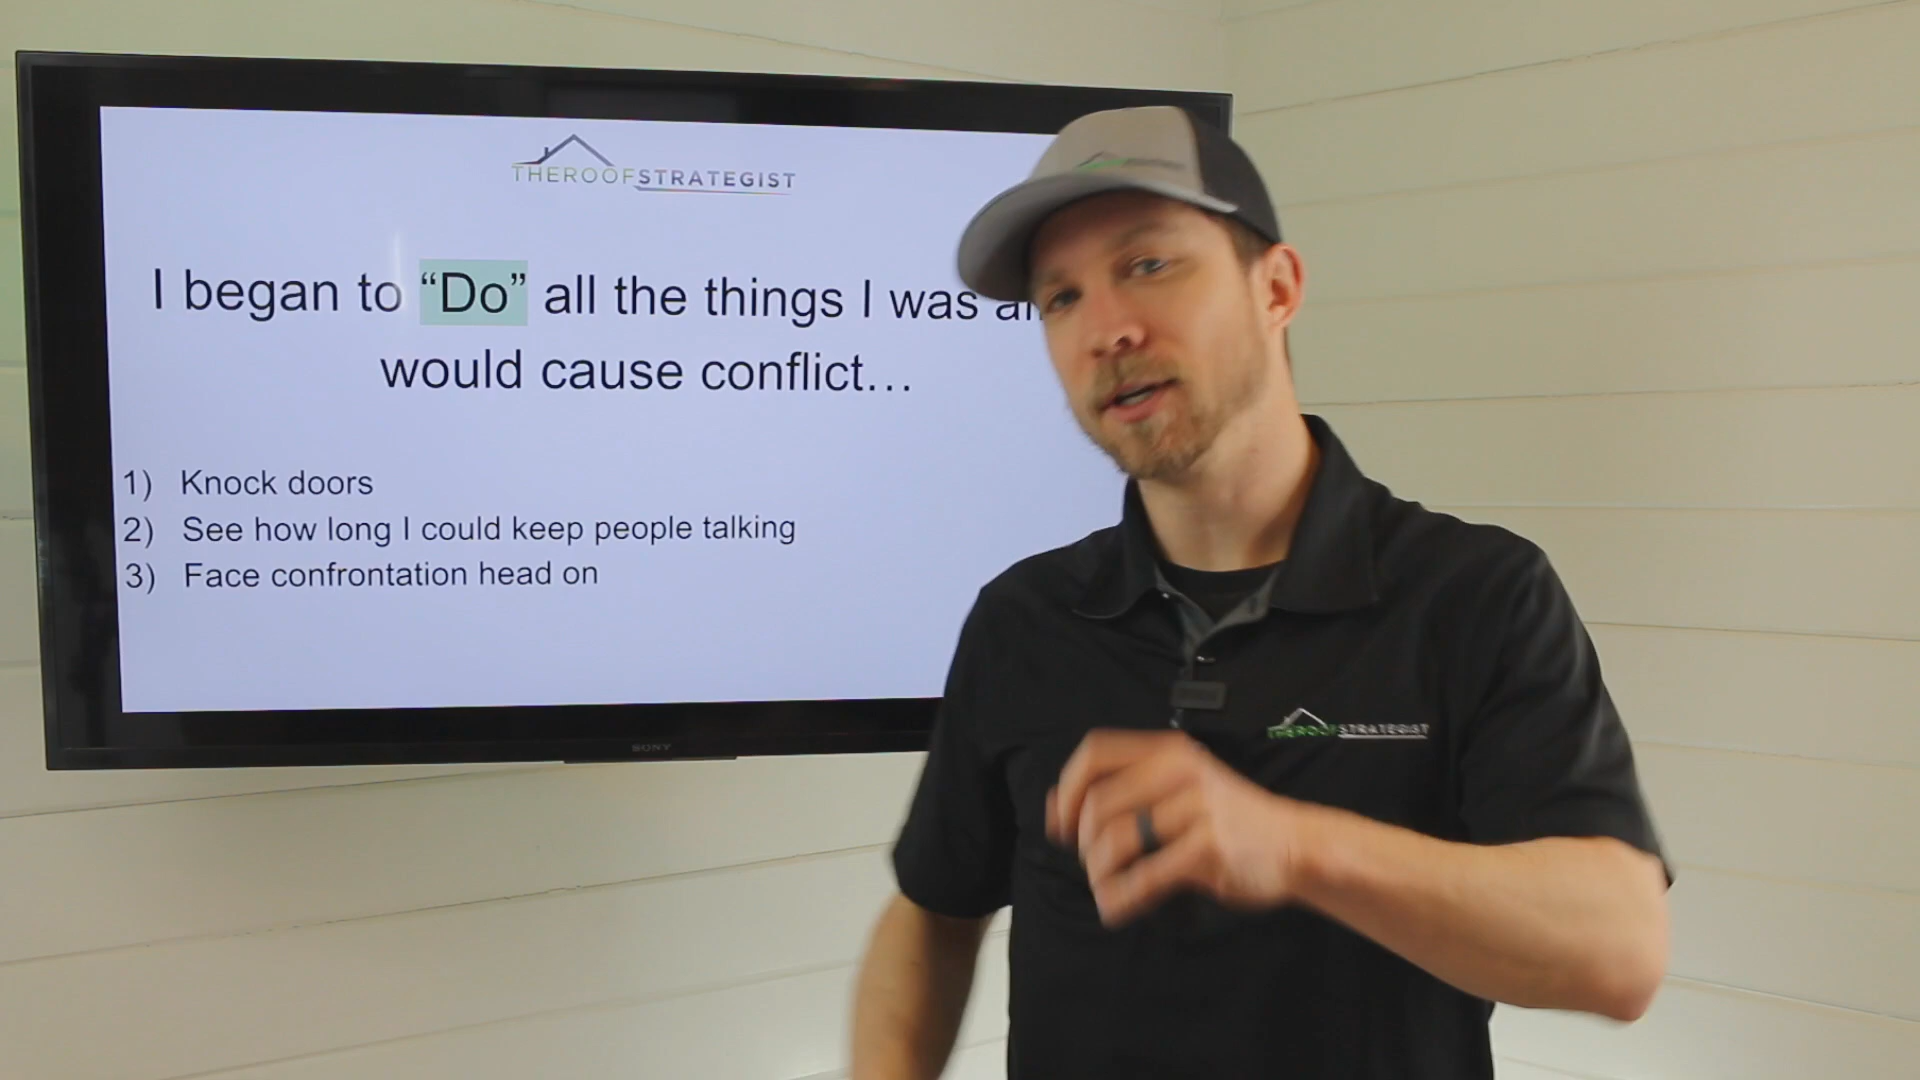 THEROOFSTRATEGIST
I began to “Do” all the things I was
would cause conflict…
1) Knock doors
2) See how long I could keep people talking
3) Face confrontation head on
SONY
THEROOFSTRATEGIST